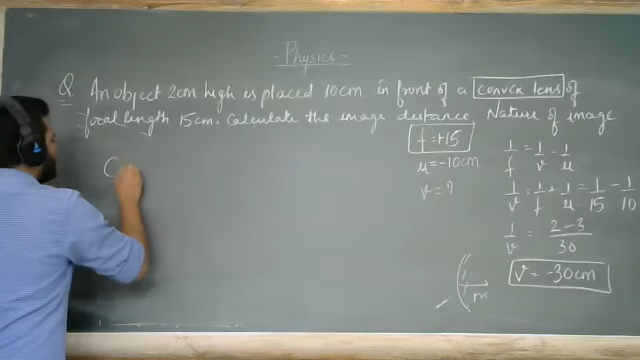 - Physics -
Q An object 2cm high is placed 10cm in front of a convex lens of
focal length 15cm. Calculate the image distance Nature of image
f = +15
u = -10cm
v = ?
1/f = 1/v - 1/u
1/v = 1/f + 1/u = 1/15 - 1/10
1/v = 2-3/30
v = -30cm
C